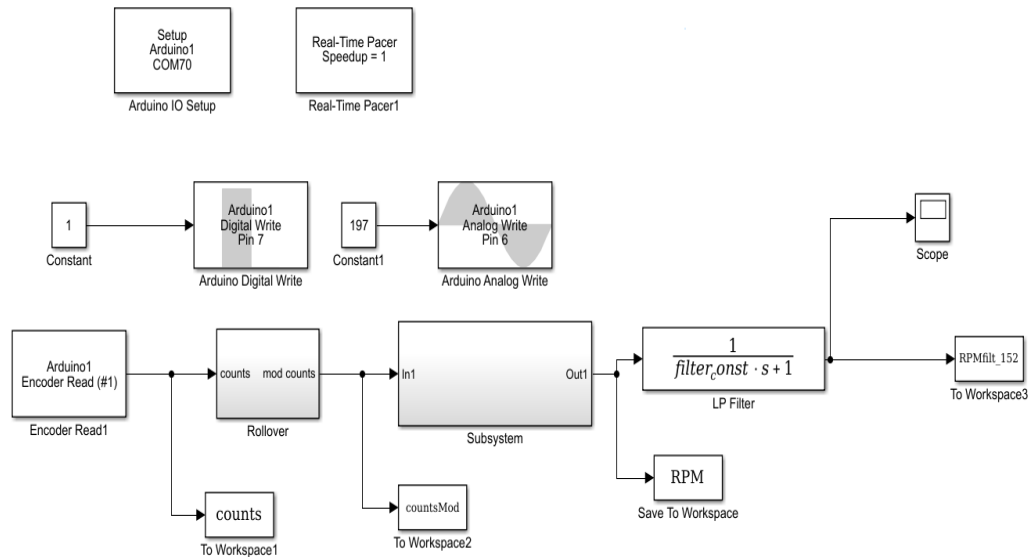 Setup
Arduino1
COM70
Arduino IO Setup
Real-Time Pacer
Speedup = 1
Real-Time Pacer1
1
Constant
Arduino1
Digital Write
Pin 7
Arduino Digital Write
197
Constant1
Arduino1
Analog Write
Pin 6
Arduino Analog Write
Scope
Arduino1
Encoder Read (#1)
Encoder Read1
counts mod counts
Rollover
In1 Out1
Subsystem
1
filter_const · s + 1
LP Filter
RPMfilt_152
To Workspace3
counts
To Workspace1
countsMod
To Workspace2
RPM
Save To Workspace